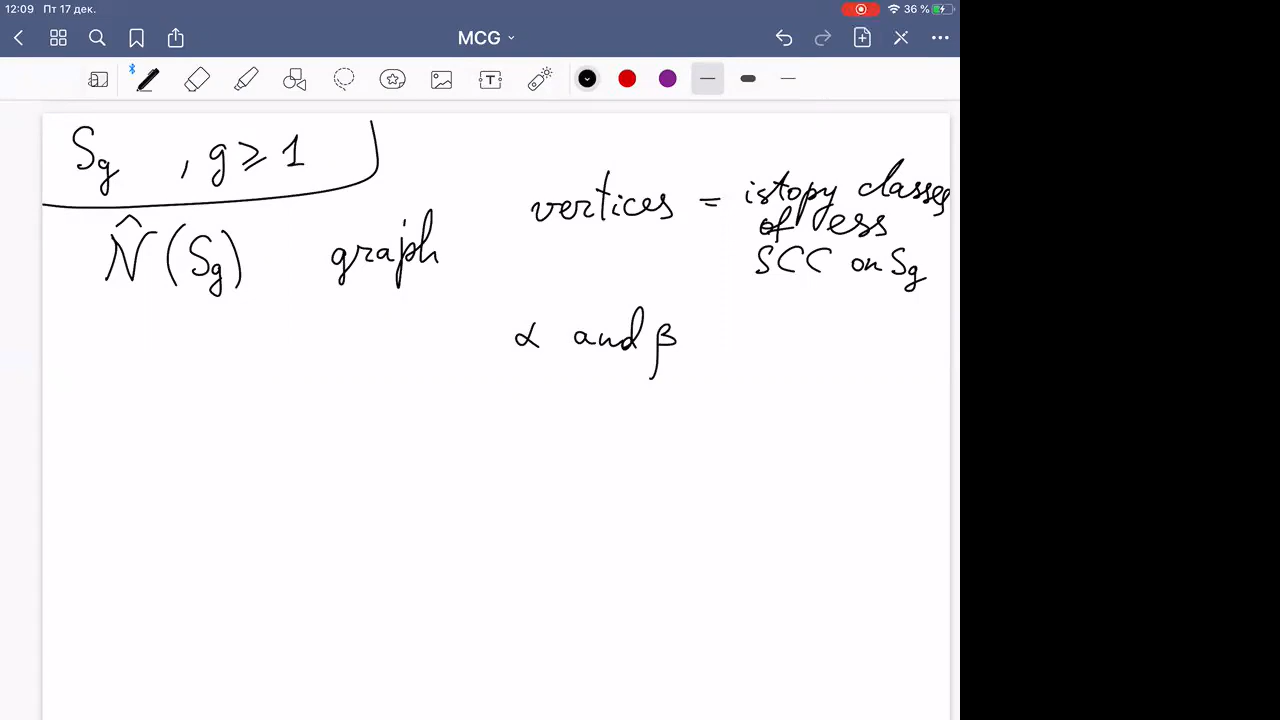 12:09 Пт 17 дек. 36 %
MCG
T
S_g , g ⩾ 1
vertices = istopy classes
of ess
SCC on S_g
N̂(S_g) graph
α and β